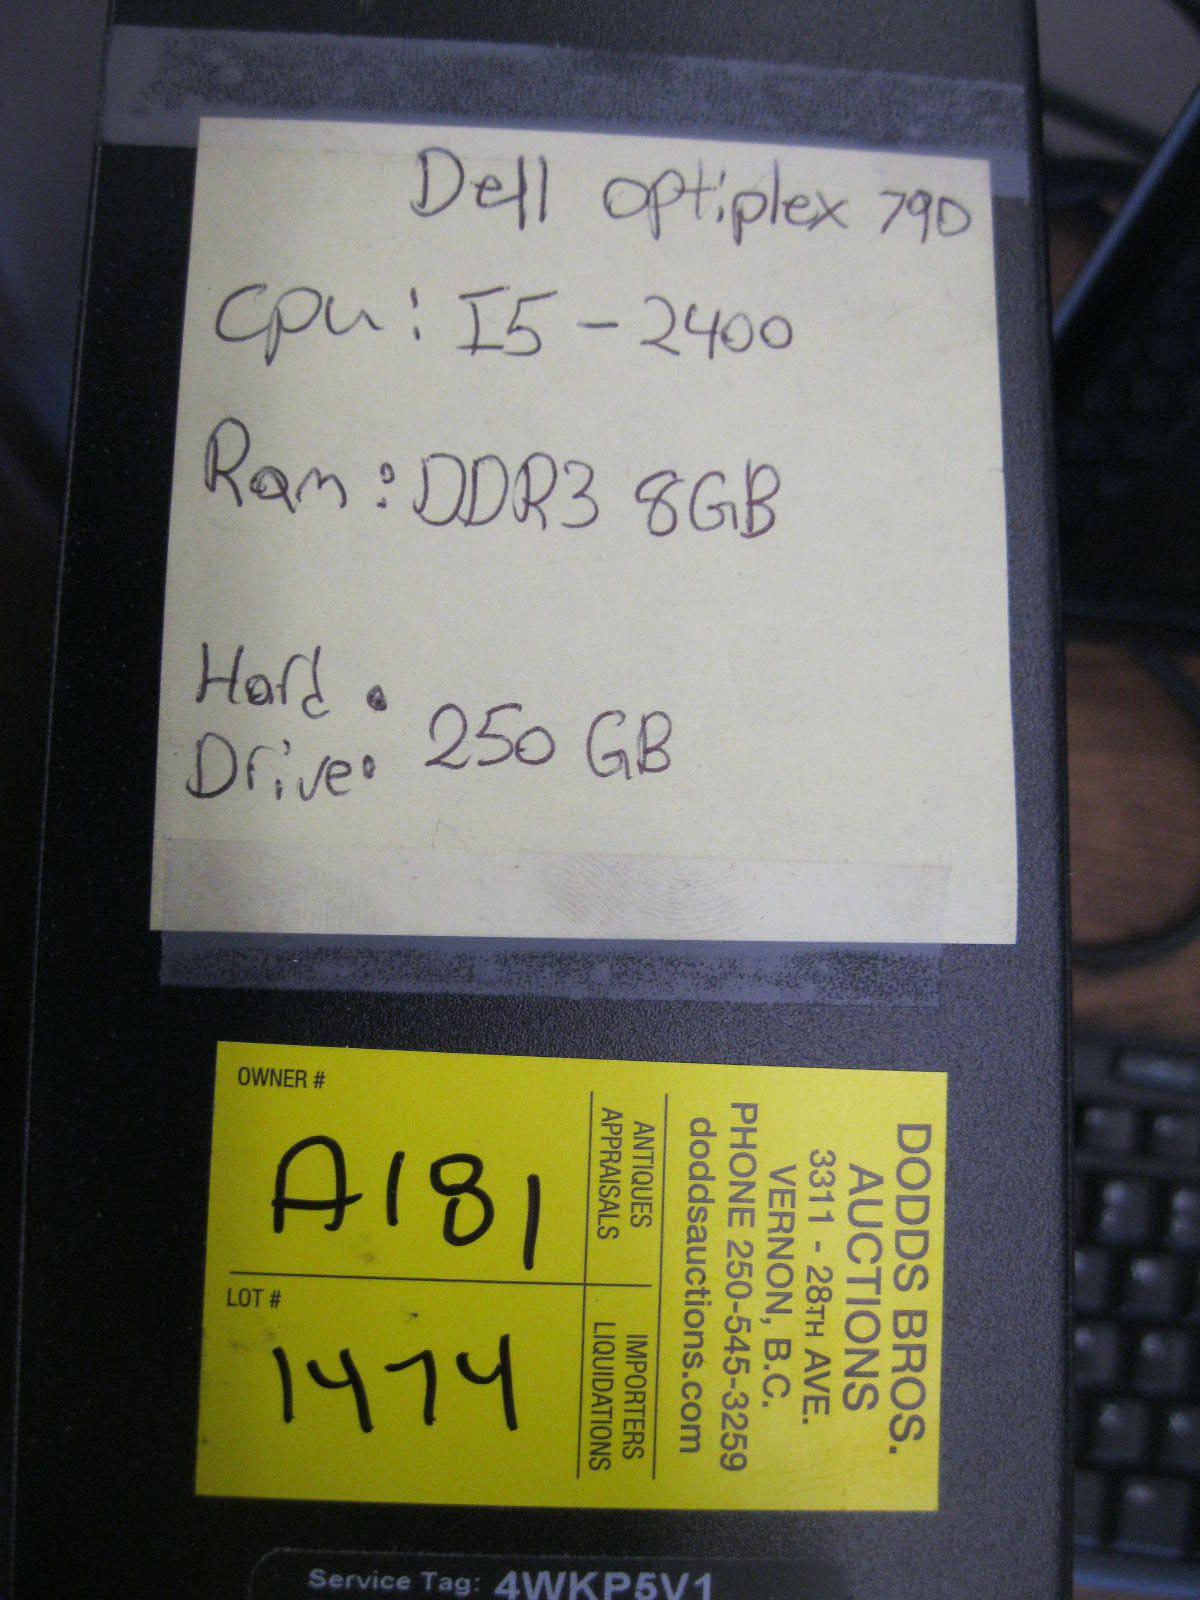 Dell optiplex 790
Cpu: I5-2400
Ram: DDR3 8GB
Hard
Drive: 250 GB
OWNER #
A181
LOT #
1474
ANTIQUES
APPRAISALS
IMPORTERS
LIQUIDATIONS
DODDS BROS.
AUCTIONS
3311 - 28TH AVE.
VERNON, B.C.
PHONE 250-545-3259
doddsauctions.com
Service Tag: 4WKP5V1